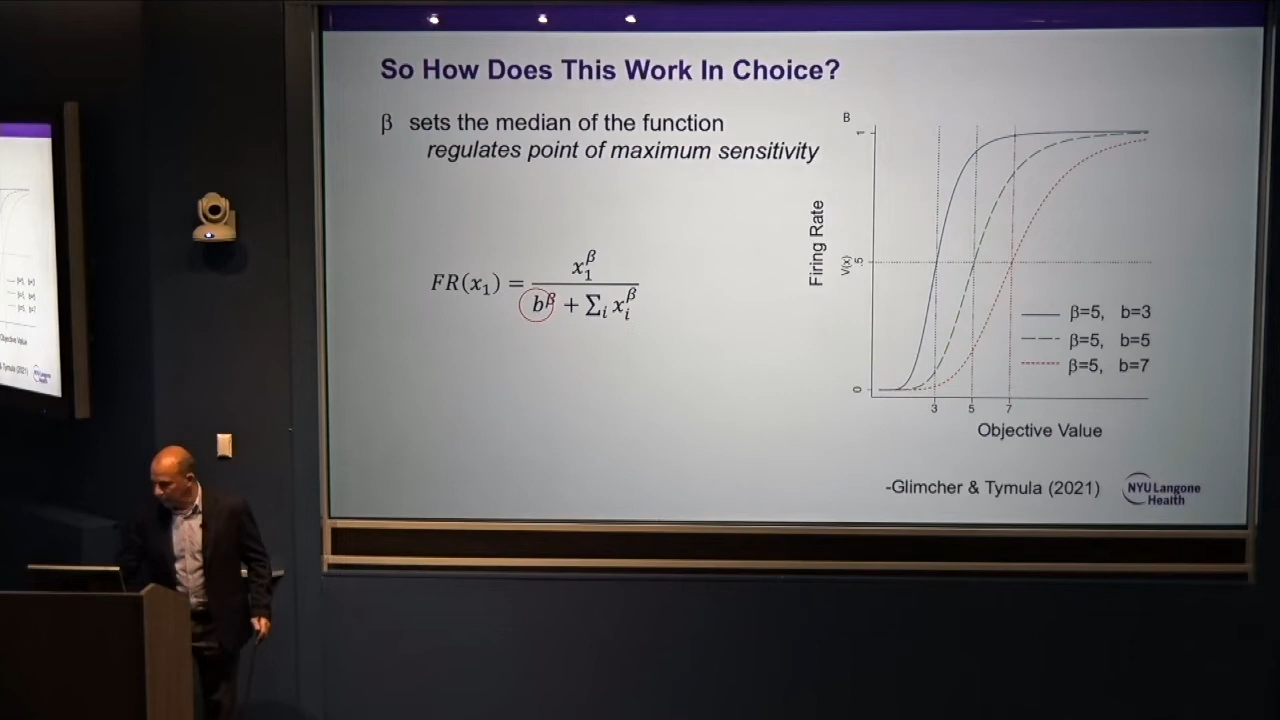 So How Does This Work In Choice?
β sets the median of the function
regulates point of maximum sensitivity
FR(x₁) = x₁^β / (b^β + ∑ᵢ xᵢ^β)
B
1
Firing Rate
V(x)
.5
0
β=5, b=3
β=5, b=5
β=5, b=7
3 5 7
Objective Value
-Glimcher & Tymula (2021)
NYU Langone
Health
Objective Value